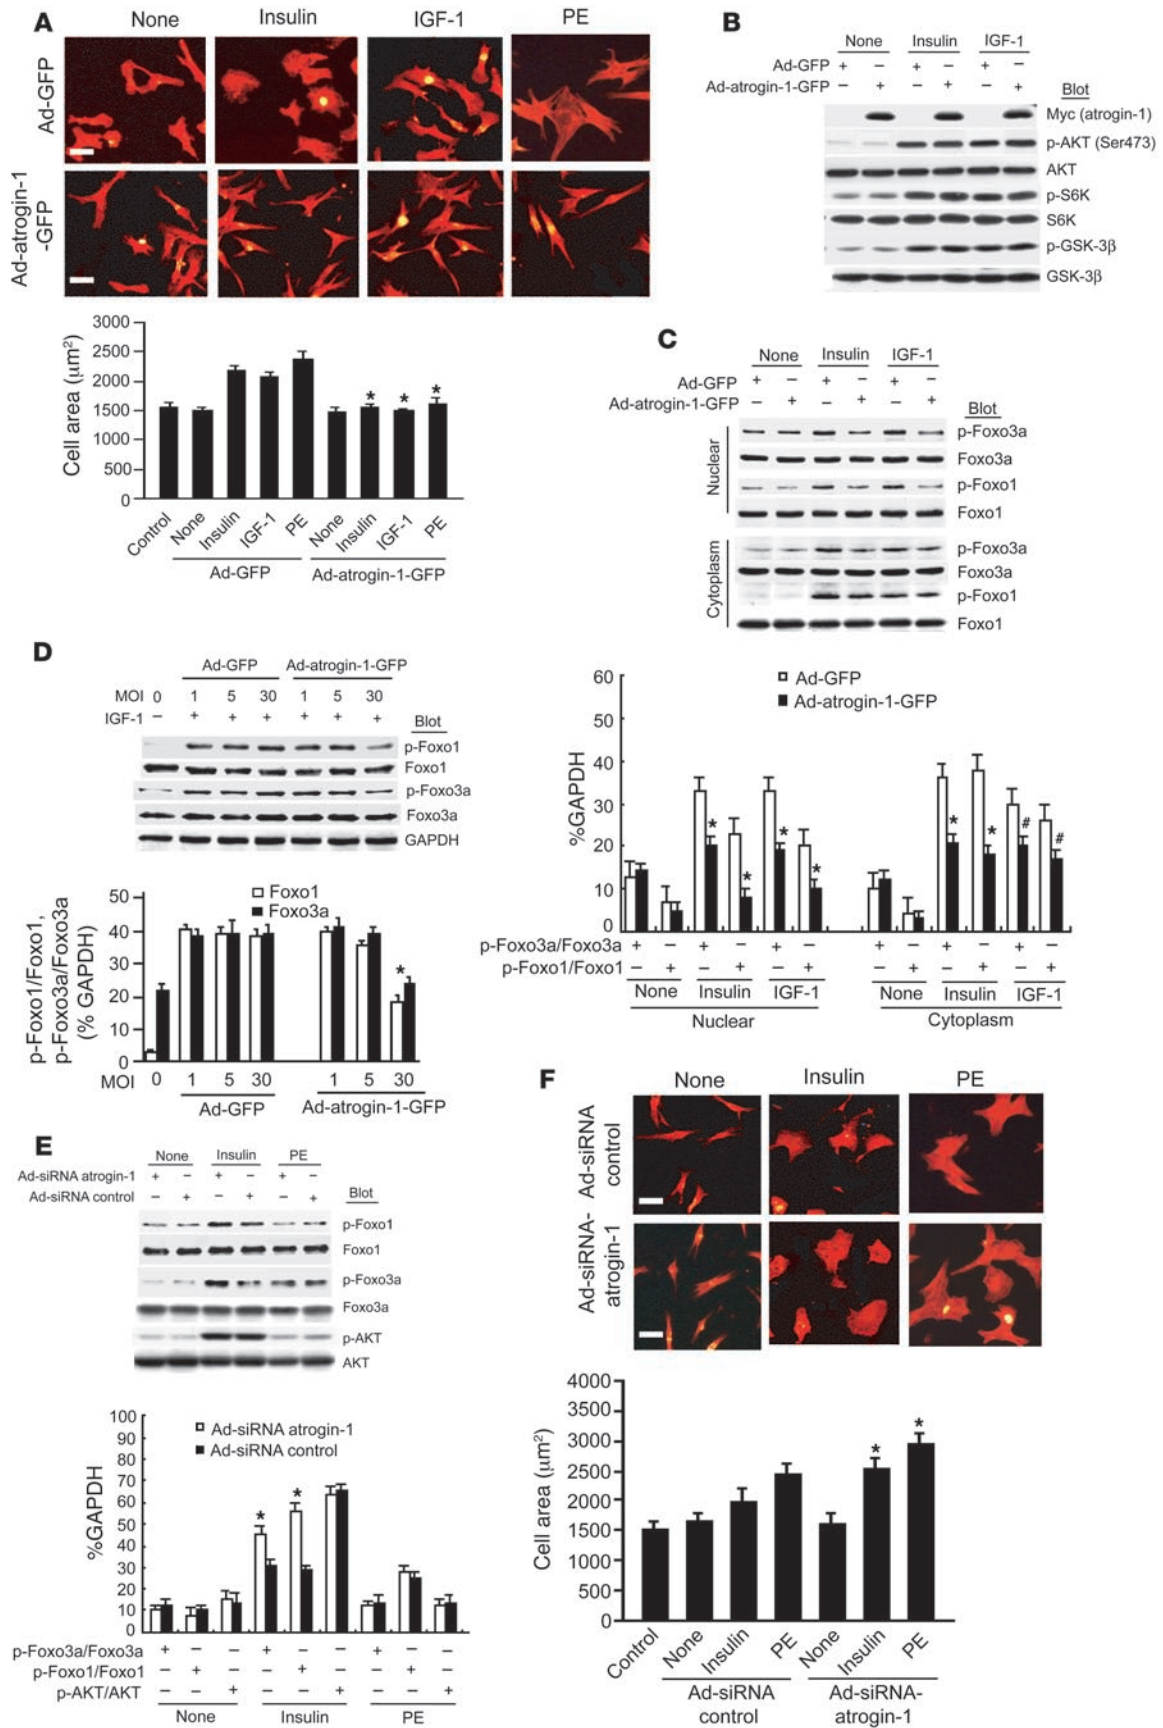 A
None Insulin IGF-1 PE
Ad-GFP
Ad-atrogin-1
-GFP
Cell area (μm²)
3000
2500
2000
1500
1000
500
0
* * *
Control None Insulin IGF-1 PE None Insulin IGF-1 PE
Ad-GFP Ad-atrogin-1-GFP
B
None Insulin IGF-1
Ad-GFP + – + – + –
Ad-atrogin-1-GFP – + – + – +
Blot
Myc (atrogin-1)
p-AKT (Ser473)
AKT
p-S6K
S6K
p-GSK-3β
GSK-3β
C
None Insulin IGF-1
Ad-GFP + – + – + –
Ad-atrogin-1-GFP – + – + – +
Blot
Nuclear
p-Foxo3a
Foxo3a
p-Foxo1
Foxo1
Cytoplasm
p-Foxo3a
Foxo3a
p-Foxo1
Foxo1
%GAPDH
60
50
40
30
20
10
0
Ad-GFP
Ad-atrogin-1-GFP
* * * * * * # #
p-Foxo3a/Foxo3a + – + – + – + – + – + –
p-Foxo1/Foxo1 – + – + – + – + – + – +
None Insulin IGF-1 None Insulin IGF-1
Nuclear Cytoplasm
D
Ad-GFP Ad-atrogin-1-GFP
MOI 0 1 5 30 1 5 30
IGF-1 – + + + + + +
Blot
p-Foxo1
Foxo1
p-Foxo3a
Foxo3a
GAPDH
p-Foxo1/Foxo1,
p-Foxo3a/Foxo3a
(% GAPDH)
50
40
30
20
10
0
Foxo1
Foxo3a
*
MOI 0 1 5 30 1 5 30
Ad-GFP Ad-atrogin-1-GFP
E
None Insulin PE
Ad-siRNA atrogin-1 + – + – + –
Ad-siRNA control – + – + – +
Blot
p-Foxo1
Foxo1
p-Foxo3a
Foxo3a
p-AKT
AKT
%GAPDH
100
90
80
70
60
50
40
30
20
10
0
Ad-siRNA atrogin-1
Ad-siRNA control
* *
p-Foxo3a/Foxo3a + – – + – – + – –
p-Foxo1/Foxo1 – + – – + – – + –
p-AKT/AKT – – + – – + – – +
None Insulin PE
F
None Insulin PE
Ad-siRNA
control
Ad-siRNA-
atrogin-1
Cell area (μm²)
4000
3500
3000
2500
2000
1500
1000
500
0
* *
Control None Insulin PE None Insulin PE
Ad-siRNA Ad-siRNA-
control atrogin-1